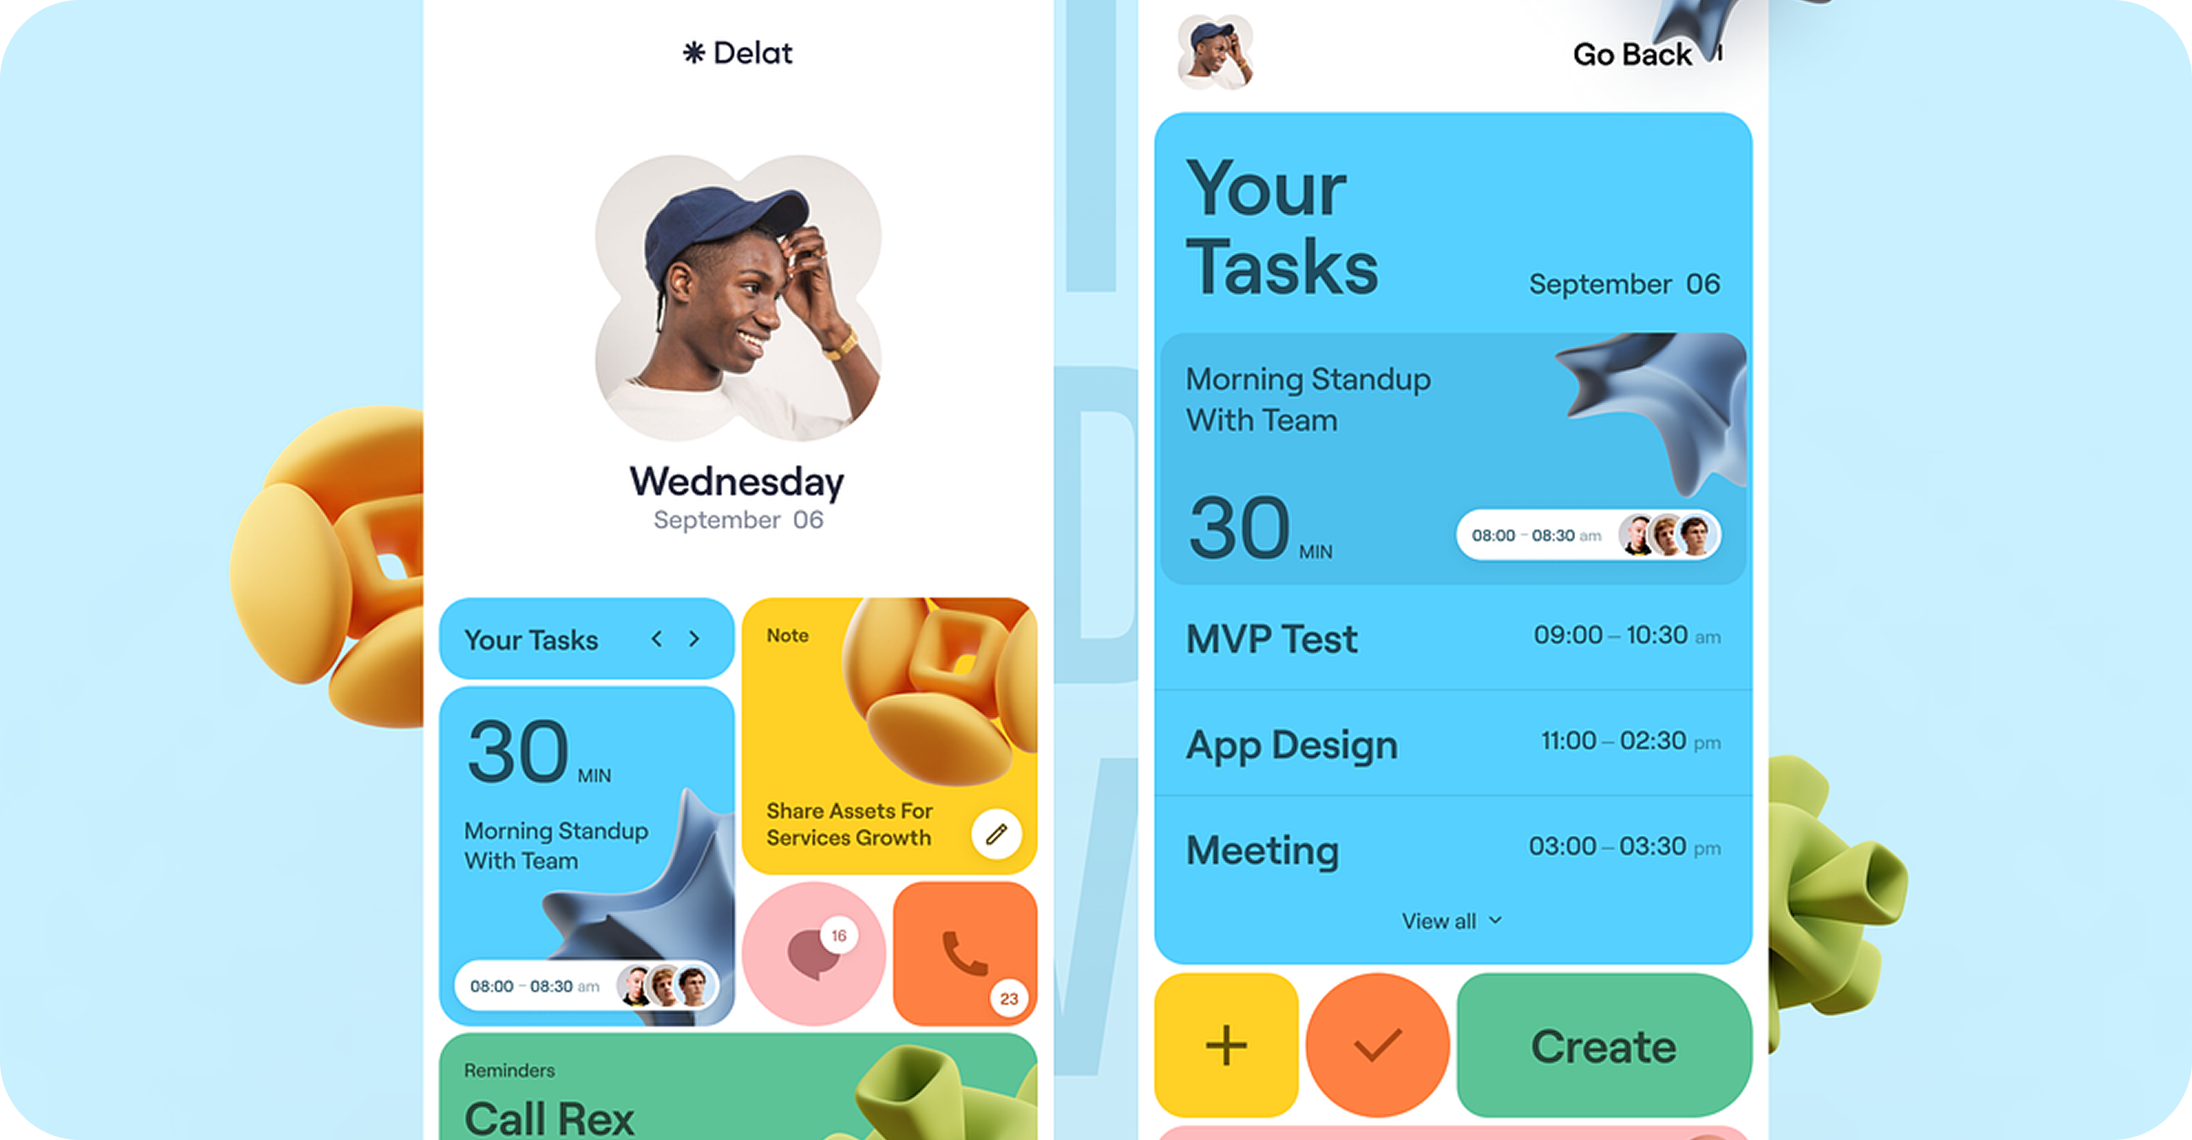 Delat
Wednesday
September 06
Your Tasks
30 MIN
Morning Standup
With Team
08:00 – 08:30 am
Note
Share Assets For
Services Growth
16
23
Reminders
Call Rex
Go Back
Your
Tasks
September 06
Morning Standup
With Team
30 MIN
08:00 – 08:30 am
MVP Test
09:00 – 10:30 am
App Design
11:00 – 02:30 pm
Meeting
03:00 – 03:30 pm
View all
Create